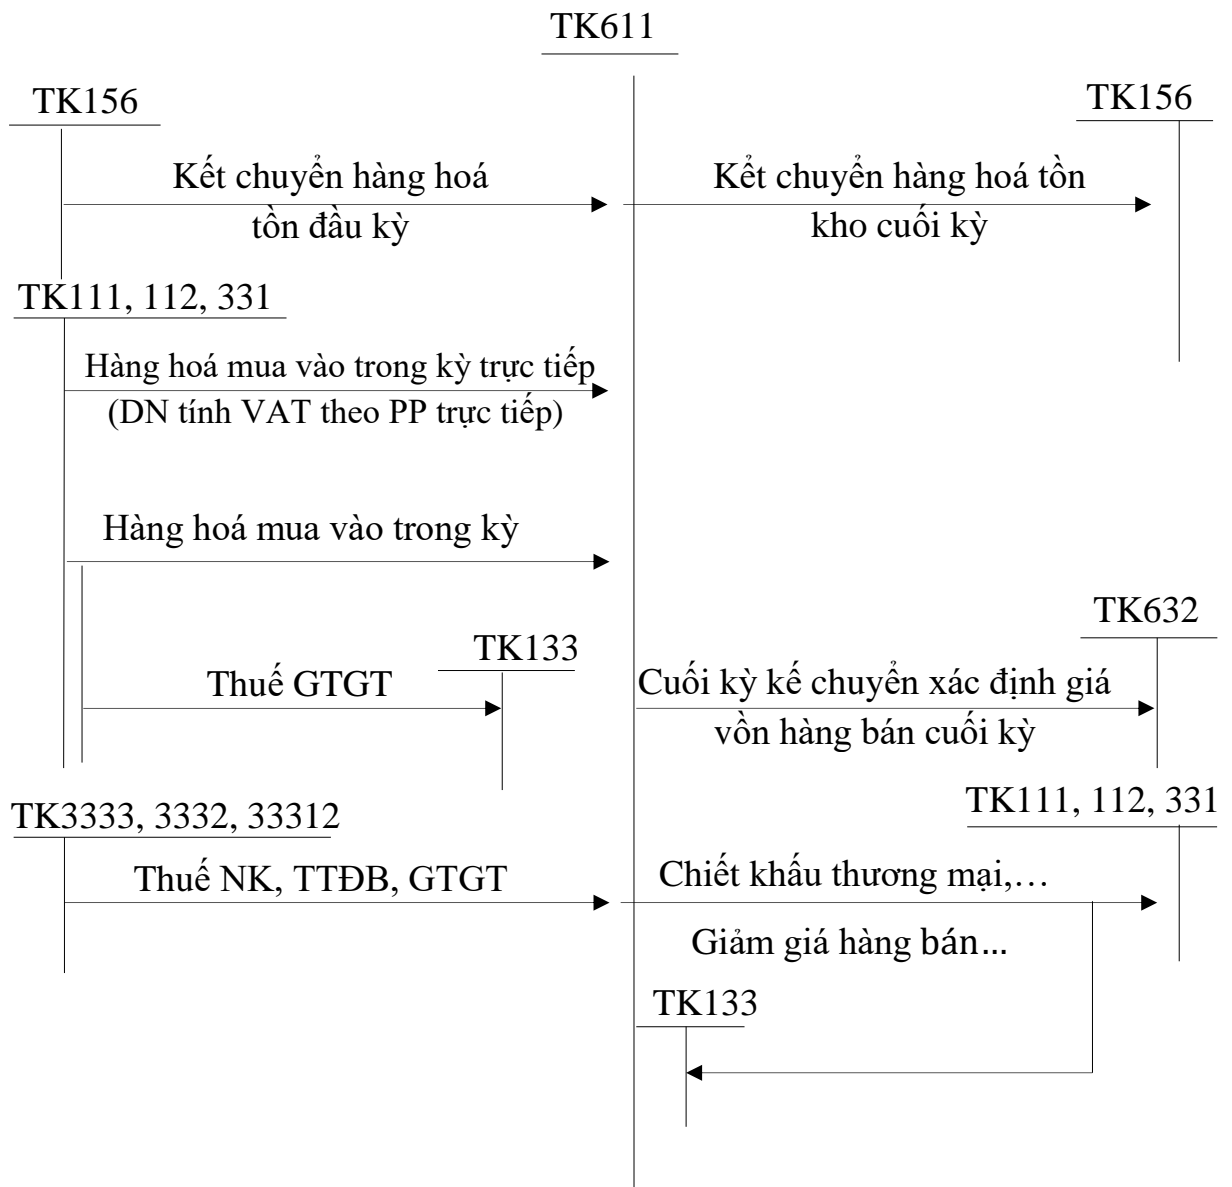 TK611
TK156
TK156
Kết chuyển hàng hoá
tồn đầu kỳ
Kểt chuyển hàng hoá tồn
kho cuối kỳ
TK111, 112, 331
Hàng hoá mua vào trong kỳ trực tiếp
(DN tính VAT theo PP trực tiếp)
Hàng hoá mua vào trong kỳ
TK632
TK133
Thuế GTGT
Cuối kỳ kế chuyển xác định giá
vồn hàng bán cuối kỳ
TK111, 112, 331
TK3333, 3332, 33312
Thuế NK, TTĐB, GTGT
Chiết khấu thương mại,...
Giảm giá hàng bán...
TK133